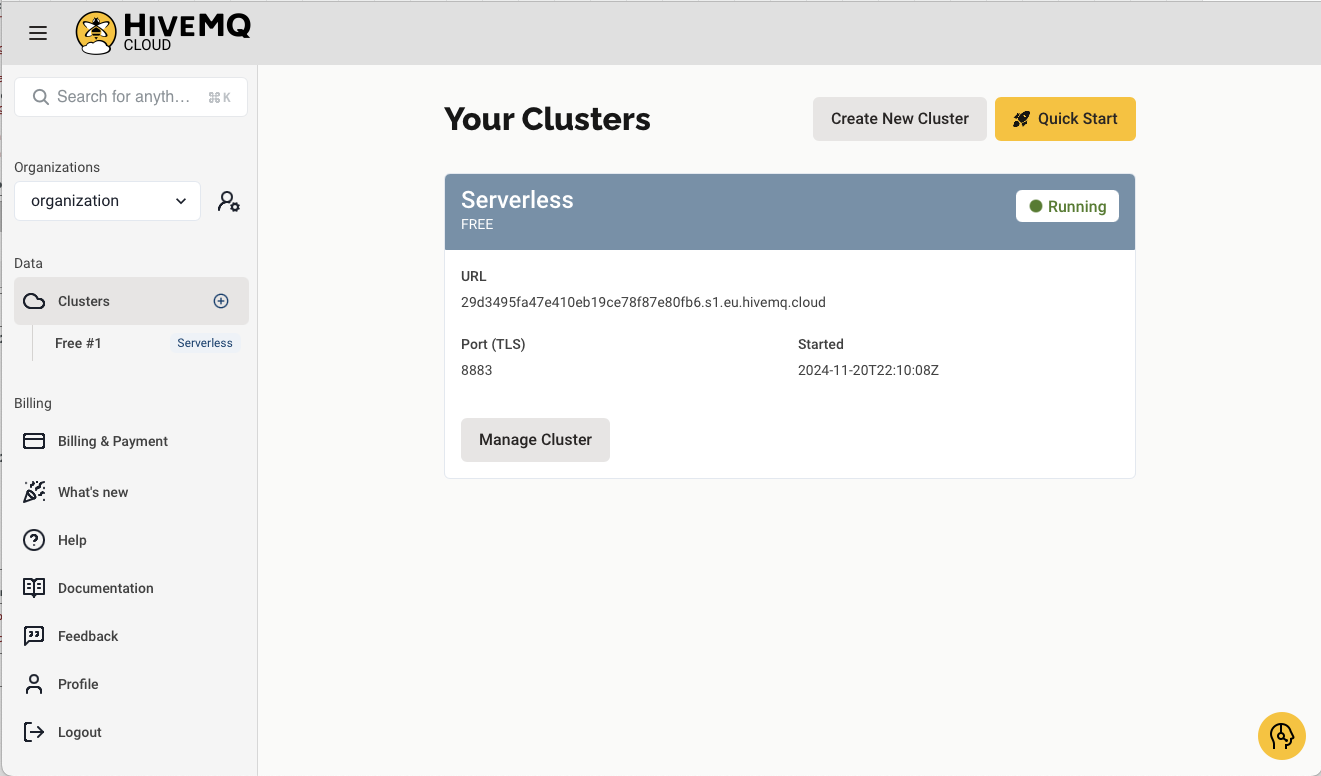 HIVEMQ
CLOUD
Search for anyth… ⌘ K
Organizations
organization
Data
Clusters
Free #1 Serverless
Billing
Billing & Payment
What's new
Help
Documentation
Feedback
Profile
Logout
Your Clusters
Create New Cluster
Quick Start
Serverless
FREE
Running
URL
29d3495fa47e410eb19ce78f87e80fb6.s1.eu.hivemq.cloud
Port (TLS)
8883
Started
2024-11-20T22:10:08Z
Manage Cluster